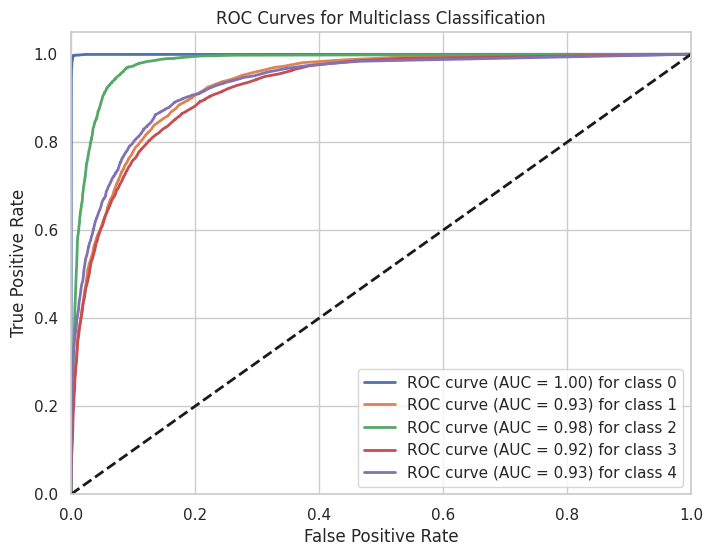 ROC Curves for Multiclass Classification
1.0
0.8
0.6
0.4
0.2
0.0
True Positive Rate
ROC curve (AUC = 1.00) for class 0
ROC curve (AUC = 0.93) for class 1
ROC curve (AUC = 0.98) for class 2
ROC curve (AUC = 0.92) for class 3
ROC curve (AUC = 0.93) for class 4
0.0 0.2 0.4 0.6 0.8 1.0
False Positive Rate